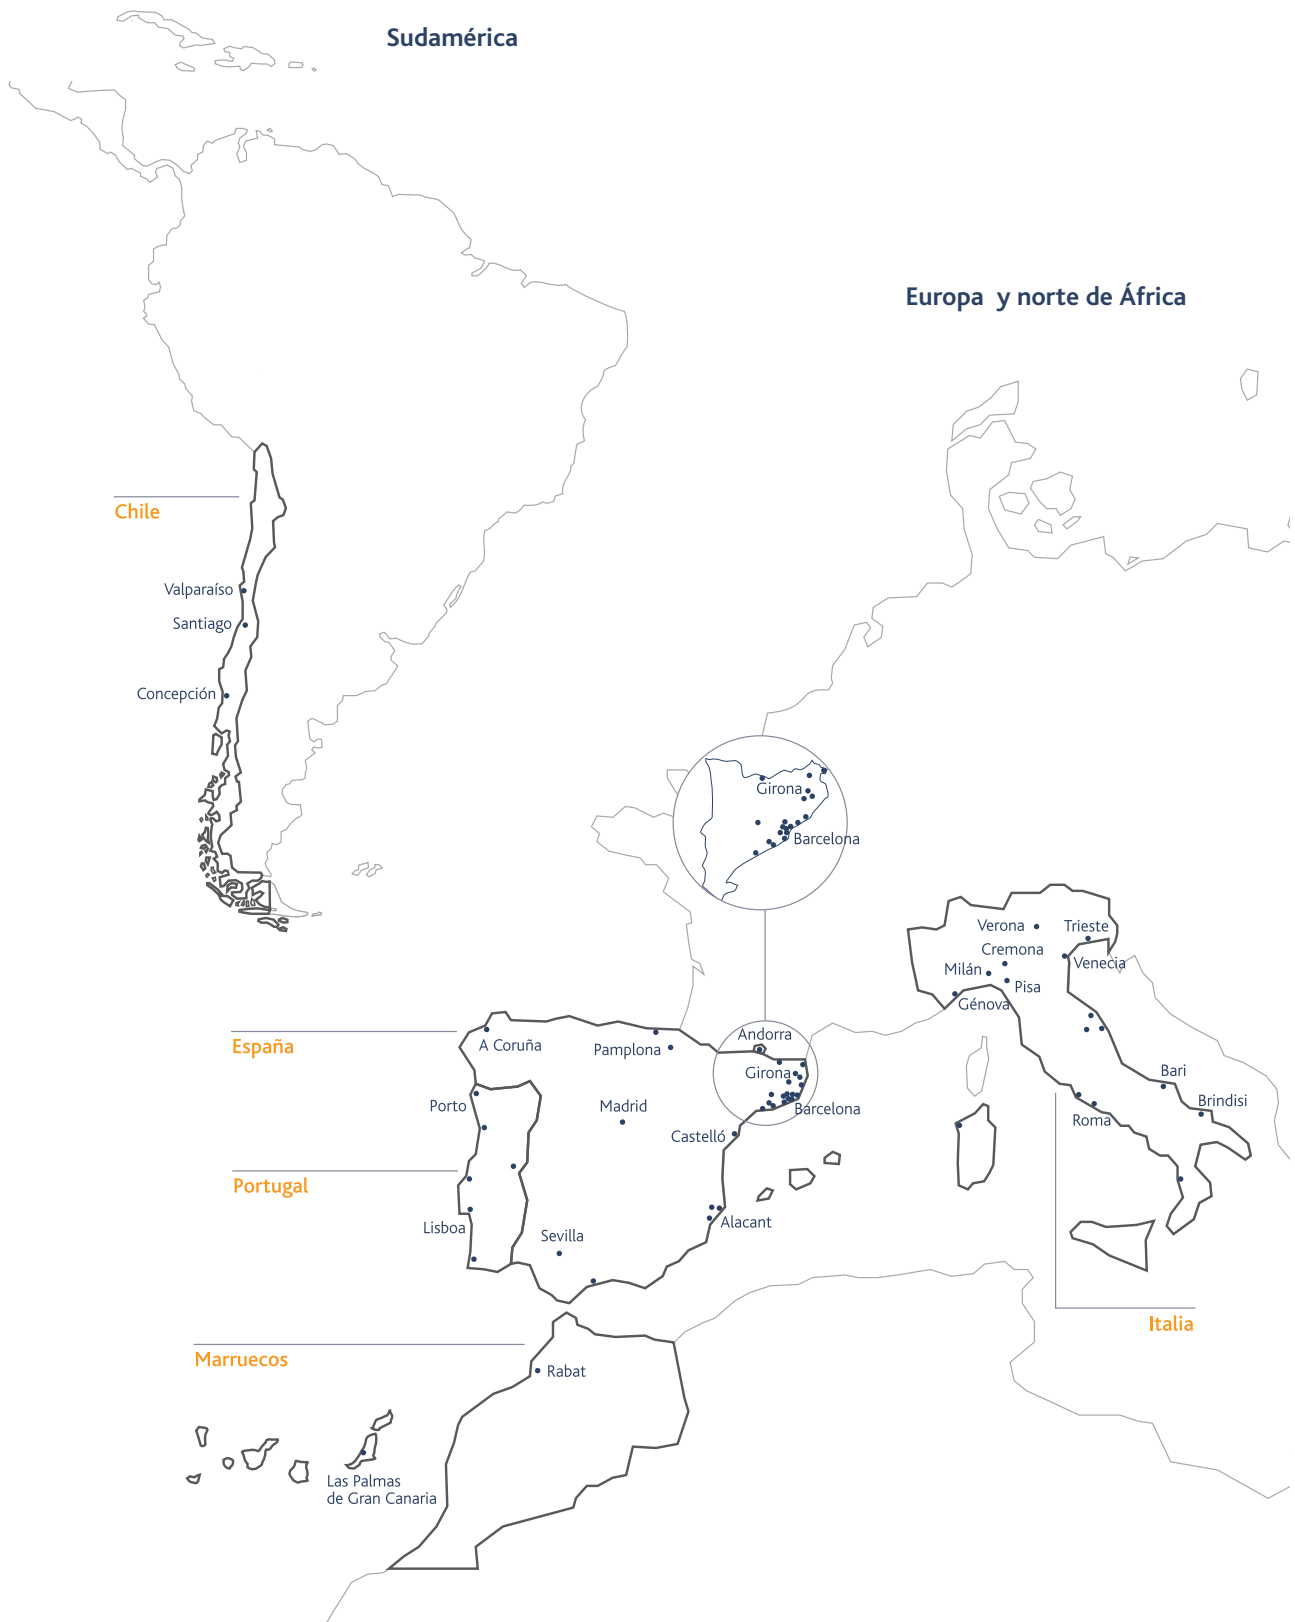 Sudamérica
Europa y norte de África
Chile
Valparaíso
Santiago
Concepción
Girona
Barcelona
Verona
Trieste
Cremona
Venecia
Milán
Pisa
Génova
España
A Coruña
Pamplona
Andorra
Girona
Barcelona
Bari
Brindisi
Roma
Porto
Madrid
Castelló
Portugal
Lisboa
Sevilla
Alacant
Italia
Marruecos
Rabat
Las Palmas
de Gran Canaria